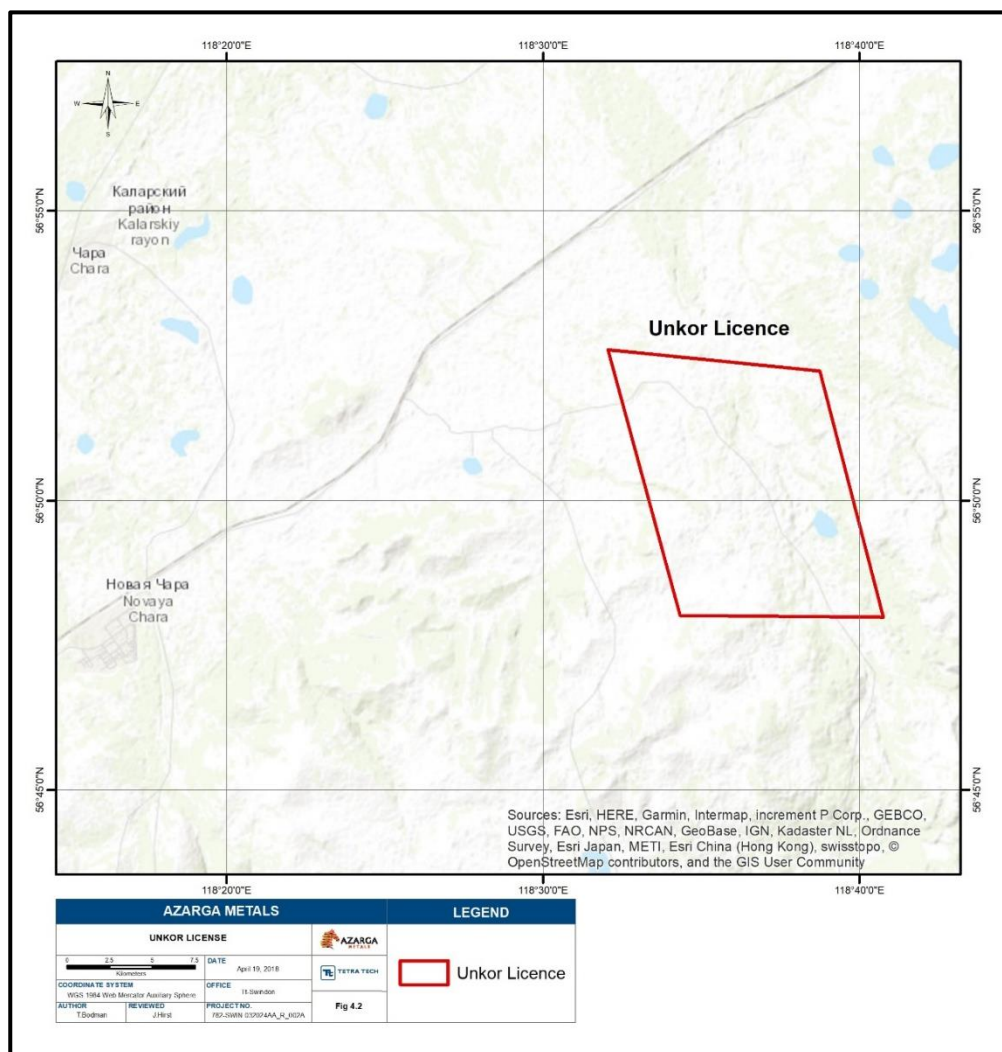 118°20'0"E
118°30'0"E
118°40'0"E
N
W
E
S
56°55'0"N
56°55'0"N
Каларский
район
Kalarskiy
rayon
Чара
Chara
Unkor Licence
56°50'0"N
56°50'0"N
Новая Чара
Novaya
Chara
56°45'0"N
56°45'0"N
Sources: Esri, HERE, Garmin, Intermap, increment P Corp., GEBCO,
USGS, FAO, NPS, NRCAN, GeoBase, IGN, Kadaster NL, Ordnance
Survey, Esri Japan, METI, Esri China (Hong Kong), swisstopo, ©
OpenStreetMap contributors, and the GIS User Community
118°20'0"E
118°30'0"E
118°40'0"E
AZARGA METALS
LEGEND
UNKOR LICENSE
AZARGA
METALS
0 2.5 5 7.5
Kilometers
DATE
April 19, 2018
TETRA TECH
Unkor Licence
COORDINATE SYSTEM
WGS 1984 Web Mercator Auxiliary Sphere
OFFICE
Tt-Swindon
Fig 4.2
AUTHOR
T.Bodman
REVIEWED
J.Hirst
PROJECT NO.
782-SWIN 032024AA_R_002A